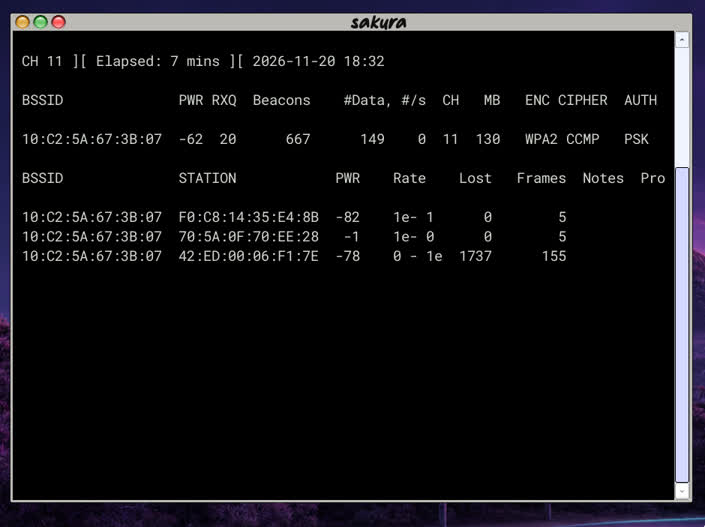 sakura
CH 11 ][ Elapsed: 7 mins ][ 2026-11-20 18:32
BSSID PWR RXQ Beacons #Data, #/s CH MB ENC CIPHER AUTH
10:C2:5A:67:3B:07 -62 20 667 149 0 11 130 WPA2 CCMP PSK
BSSID STATION PWR Rate Lost Frames Notes Pro
10:C2:5A:67:3B:07 F0:C8:14:35:E4:8B -82 1e- 1 0 5
10:C2:5A:67:3B:07 70:5A:0F:70:EE:28 -1 1e- 0 0 5
10:C2:5A:67:3B:07 42:ED:00:06:F1:7E -78 0 - 1e 1737 155